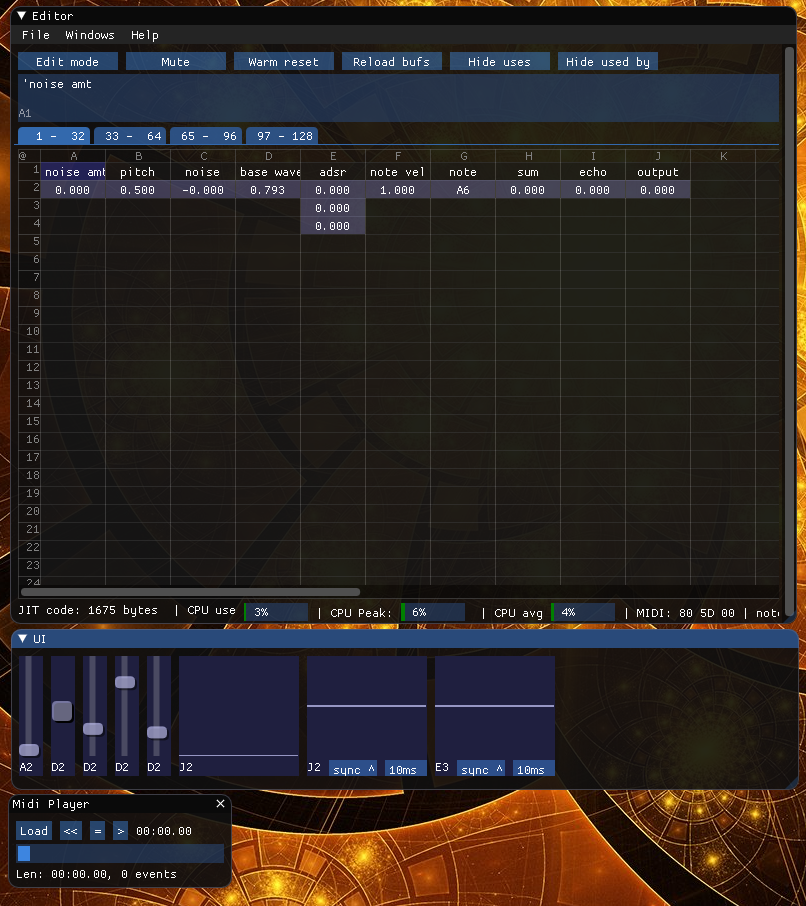 ▼ Editor
File Windows Help
Edit mode Mute Warm reset Reload bufs Hide uses Hide used by
'noise amt
A1
1 - 32 33 - 64 65 - 96 97 - 128
@ A B C D E F G H I J K
1 noise amt pitch noise base wave adsr note vel note sum echo output
2 0.000 0.500 -0.000 0.793 0.000 1.000 A6 0.000 0.000 0.000
3 0.000
4 0.000
5
6
7
8
9
10
11
12
13
14
15
16
17
18
19
20
21
22
23
24
JIT code: 1675 bytes | CPU use 3% | CPU Peak: 6% | CPU avg 4% | MIDI: 80 5D 00 | note
▼ UI
A2 D2 D2 D2 D2 J2 J2 sync ^ 10ms E3 sync ^ 10ms
Midi Player ✕
Load << = > 00:00.00
Len: 00:00.00, 0 events